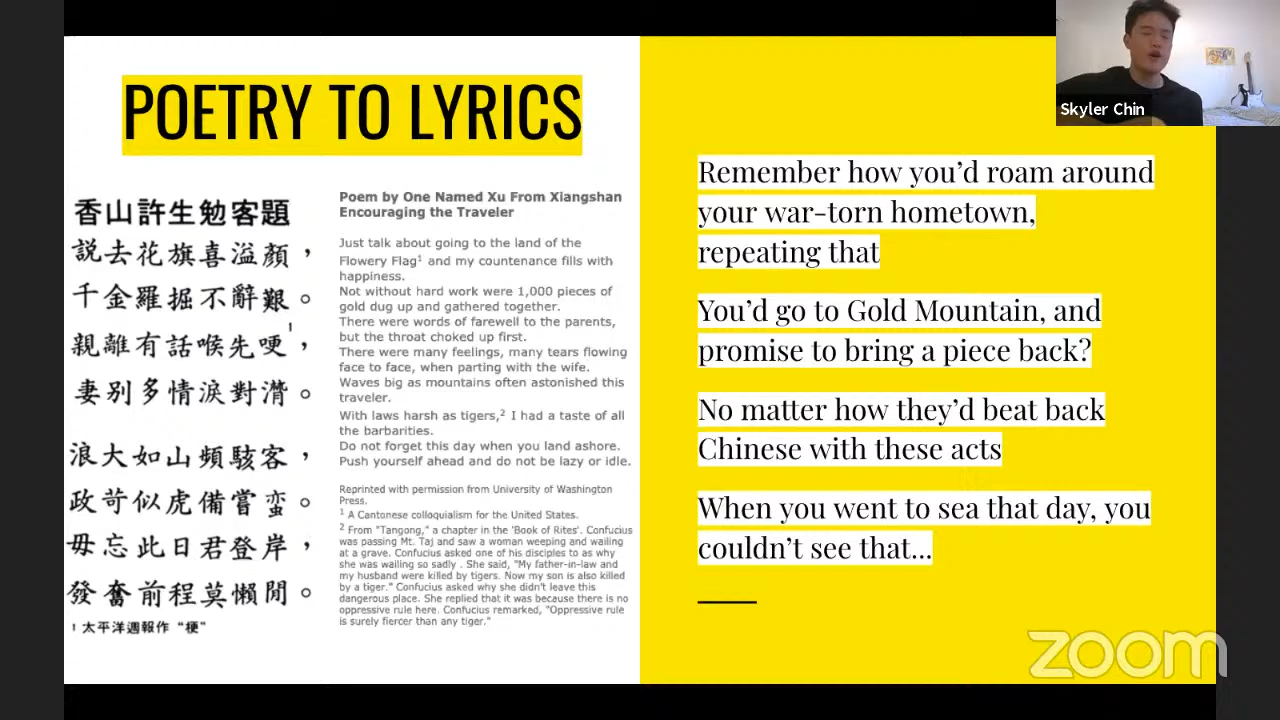 POETRY TO LYRICS
香山許生勉客題
説去花旗喜溢顏，
千金羅掘不辭艱。
親離有話喉先哽1，
妻別多情淚對潸。
浪大如山頻駭客，
政苛似虎備嘗蛮。
毋忘此日君登岸，
發奮前程莫懶閒。
1 太平洋週報作“梗”
Poem by One Named Xu From Xiangshan
Encouraging the Traveler
Just talk about going to the land of the
Flowery Flag1 and my countenance fills with
happiness.
Not without hard work were 1,000 pieces of
gold dug up and gathered together.
There were words of farewell to the parents,
but the throat choked up first.
There were many feelings, many tears flowing
face to face, when parting with the wife.
Waves big as mountains often astonished this
traveler.
With laws harsh as tigers,2 I had a taste of all
the barbarities.
Do not forget this day when you land ashore.
Push yourself ahead and do not be lazy or idle.
Reprinted with permission from University of Washington
Press.
1 A Cantonese colloquialism for the United States.
2 From "Tangong," a chapter in the 'Book of Rites'. Confucius
was passing Mt. Taj and saw a woman weeping and wailing
at a grave. Confucius asked one of his disciples to as why
she was wailing so sadly . She said, "My father-in-law and
my husband were killed by tigers. Now my son is also killed
by a tiger." Confucius asked why she didn't leave this
dangerous place. She replied that it was because there is no
oppressive rule here. Confucius remarked, "Oppressive rule
is surely fiercer than any tiger."
Remember how you’d roam around
your war-torn hometown,
repeating that
You’d go to Gold Mountain, and
promise to bring a piece back?
No matter how they’d beat back
Chinese with these acts
When you went to sea that day, you
couldn’t see that...
Skyler Chin
zoom